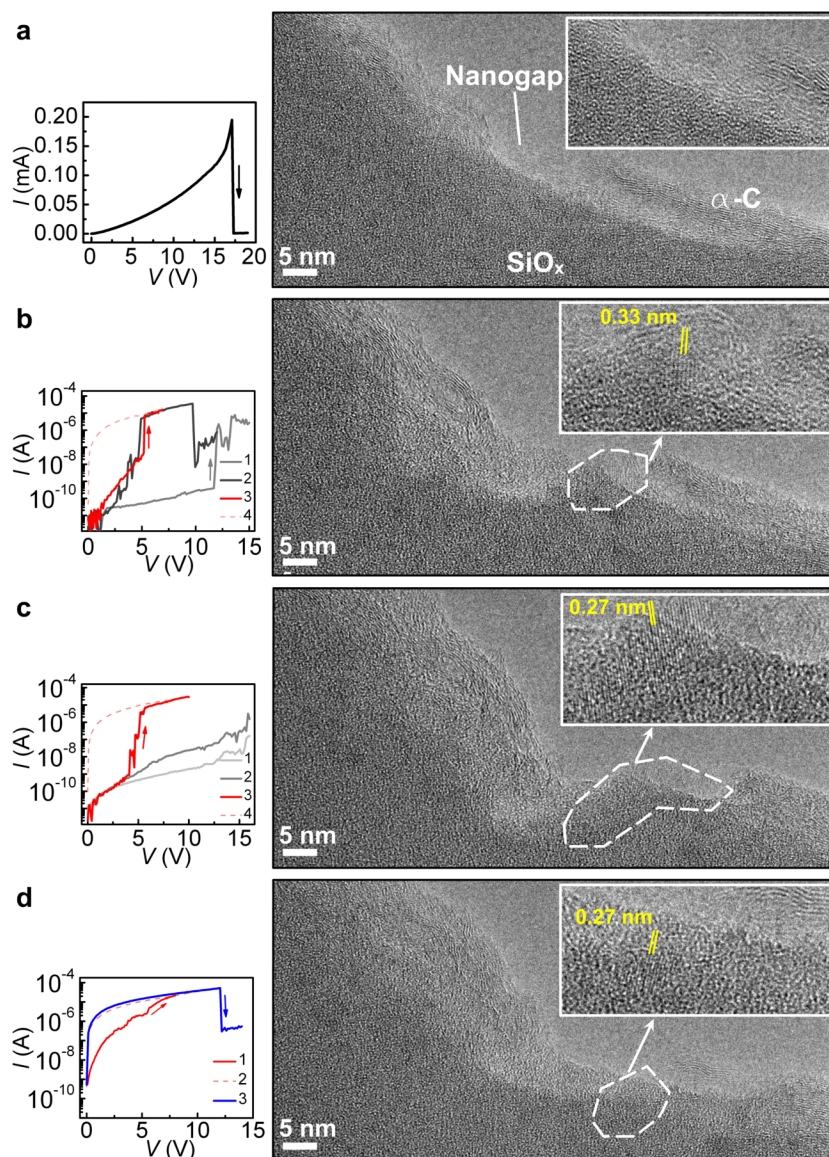 a
I (mA)
0.20
0.15
0.10
0.05
0.00
0 5 10 15 20
V (V)
Nanogap
α-C
SiOx
5 nm
b
I (A)
10-4
10-6
10-8
10-10
0 5 10 15
V (V)
1
2
3
4
0.33 nm
5 nm
c
I (A)
10-4
10-6
10-8
10-10
0 5 10 15
V (V)
1
2
3
4
0.27 nm
5 nm
d
I (A)
10-4
10-6
10-8
10-10
0 5 10 15
V (V)
1
2
3
0.27 nm
5 nm